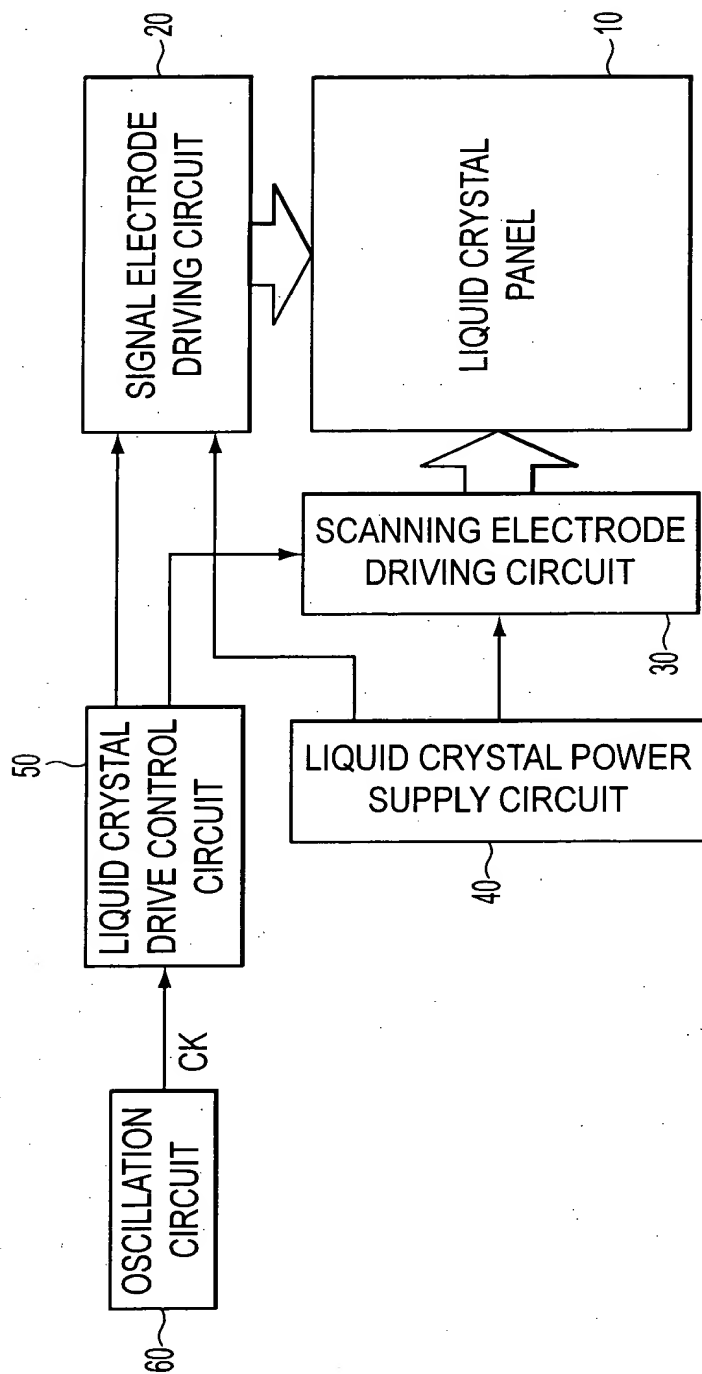 20
SIGNAL ELECTRODE
DRIVING CIRCUIT
10
LIQUID CRYSTAL
PANEL
SCANNING ELECTRODE
DRIVING CIRCUIT
30
50
LIQUID CRYSTAL
DRIVE CONTROL
CIRCUIT
LIQUID CRYSTAL POWER
SUPPLY CIRCUIT
40
CK
OSCILLATION
CIRCUIT
60